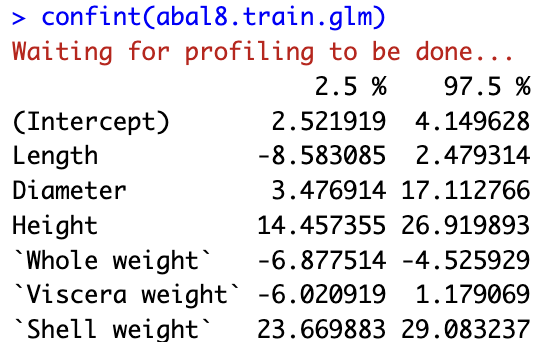 > confint(abal8.train.glm)
Waiting for profiling to be done...
2.5 % 97.5 %
(Intercept) 2.521919 4.149628
Length -8.583085 2.479314
Diameter 3.476914 17.112766
Height 14.457355 26.919893
`Whole weight` -6.877514 -4.525929
`Viscera weight` -6.020919 1.179069
`Shell weight` 23.669883 29.083237